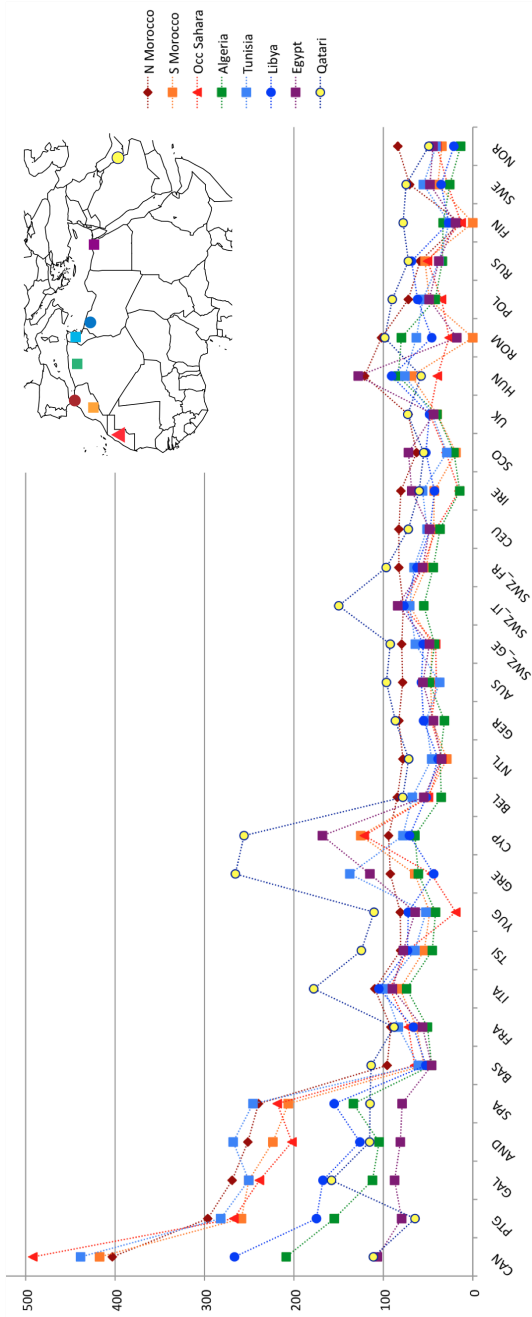 500
400
300
200
100
0
CAN
PTG
GAL
AND
SPA
BAS
FRA
ITA
TSI
YUG
GRE
CYP
BEL
NTL
GER
AUS
SWZ_GE
SWZ_IT
SWZ_FR
CEU
IRE
SCO
UK
HUN
ROM
POL
RUS
FIN
SWE
NOR
N Morocco
S Morocco
Occ Sahara
Algeria
Tunisia
Libya
Egypt
Qatari